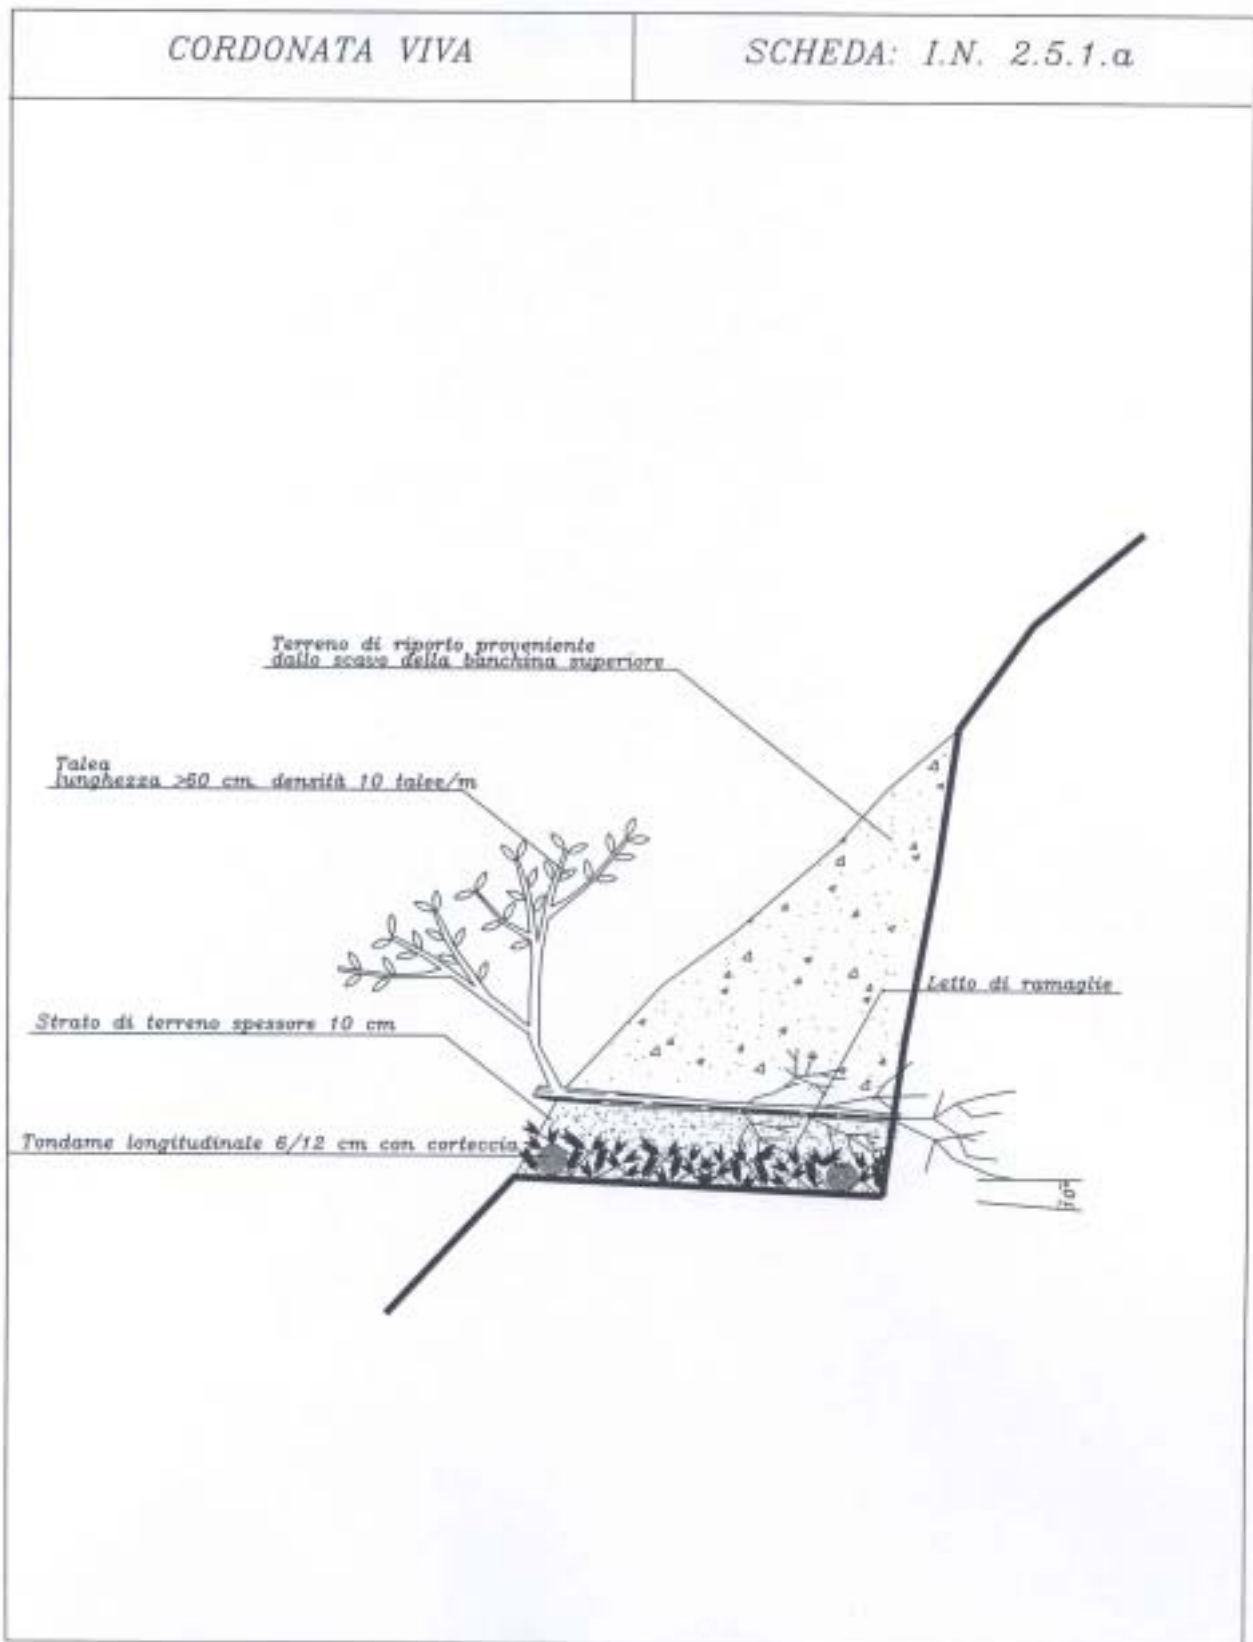 CORDONATA VIVA
SCHEDA: I.N. 2.5.1.a
Terreno di riporto proveniente
dallo scavo della banchina superiore
Talea
lunghezza >60 cm, densità 10 talee/m
Letto di ramaglie
Strato di terreno spessore 10 cm
Tondame longitudinale 6/12 cm con corteccia